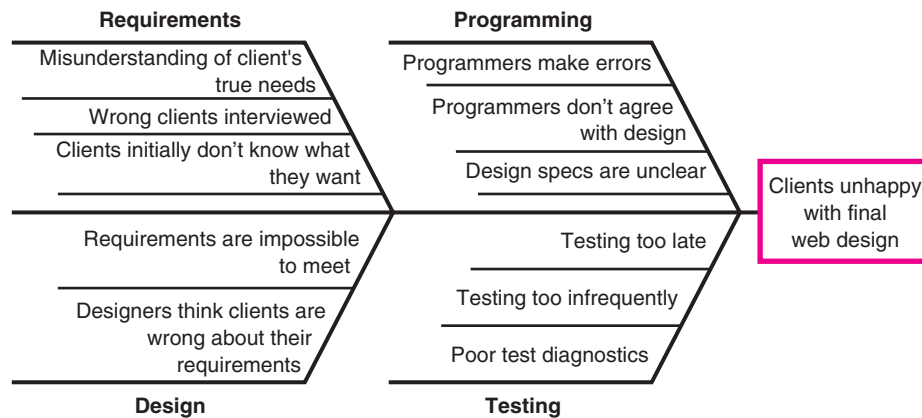 Requirements
Misunderstanding of client's
true needs
Wrong clients interviewed
Clients initially don’t know what
they want
Programming
Programmers make errors
Programmers don’t agree
with design
Design specs are unclear
Clients unhappy
with final
web design
Requirements are impossible
to meet
Designers think clients are
wrong about their
requirements
Design
Testing too late
Testing too infrequently
Poor test diagnostics
Testing